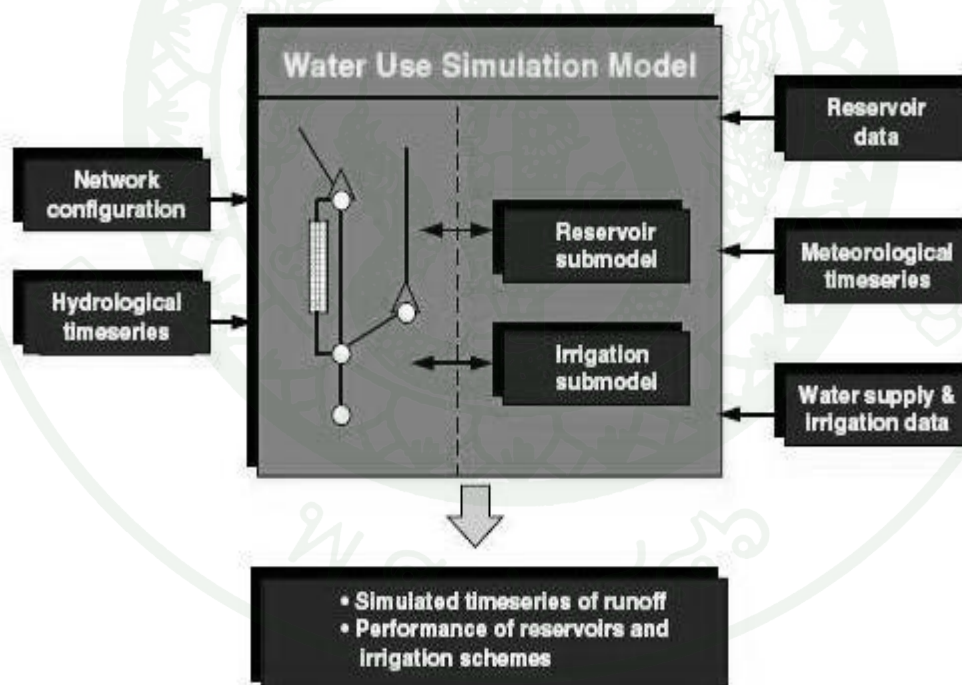 Water Use Simulation Model
Network
configuration
Hydrological
timeseries
Reservoir
submodel
Irrigation
submodel
Reservoir
data
Meteorological
timeseries
Water supply &
irrigation data
• Simulated timeseries of runoff
• Performance of reservoirs and
irrigation schemes